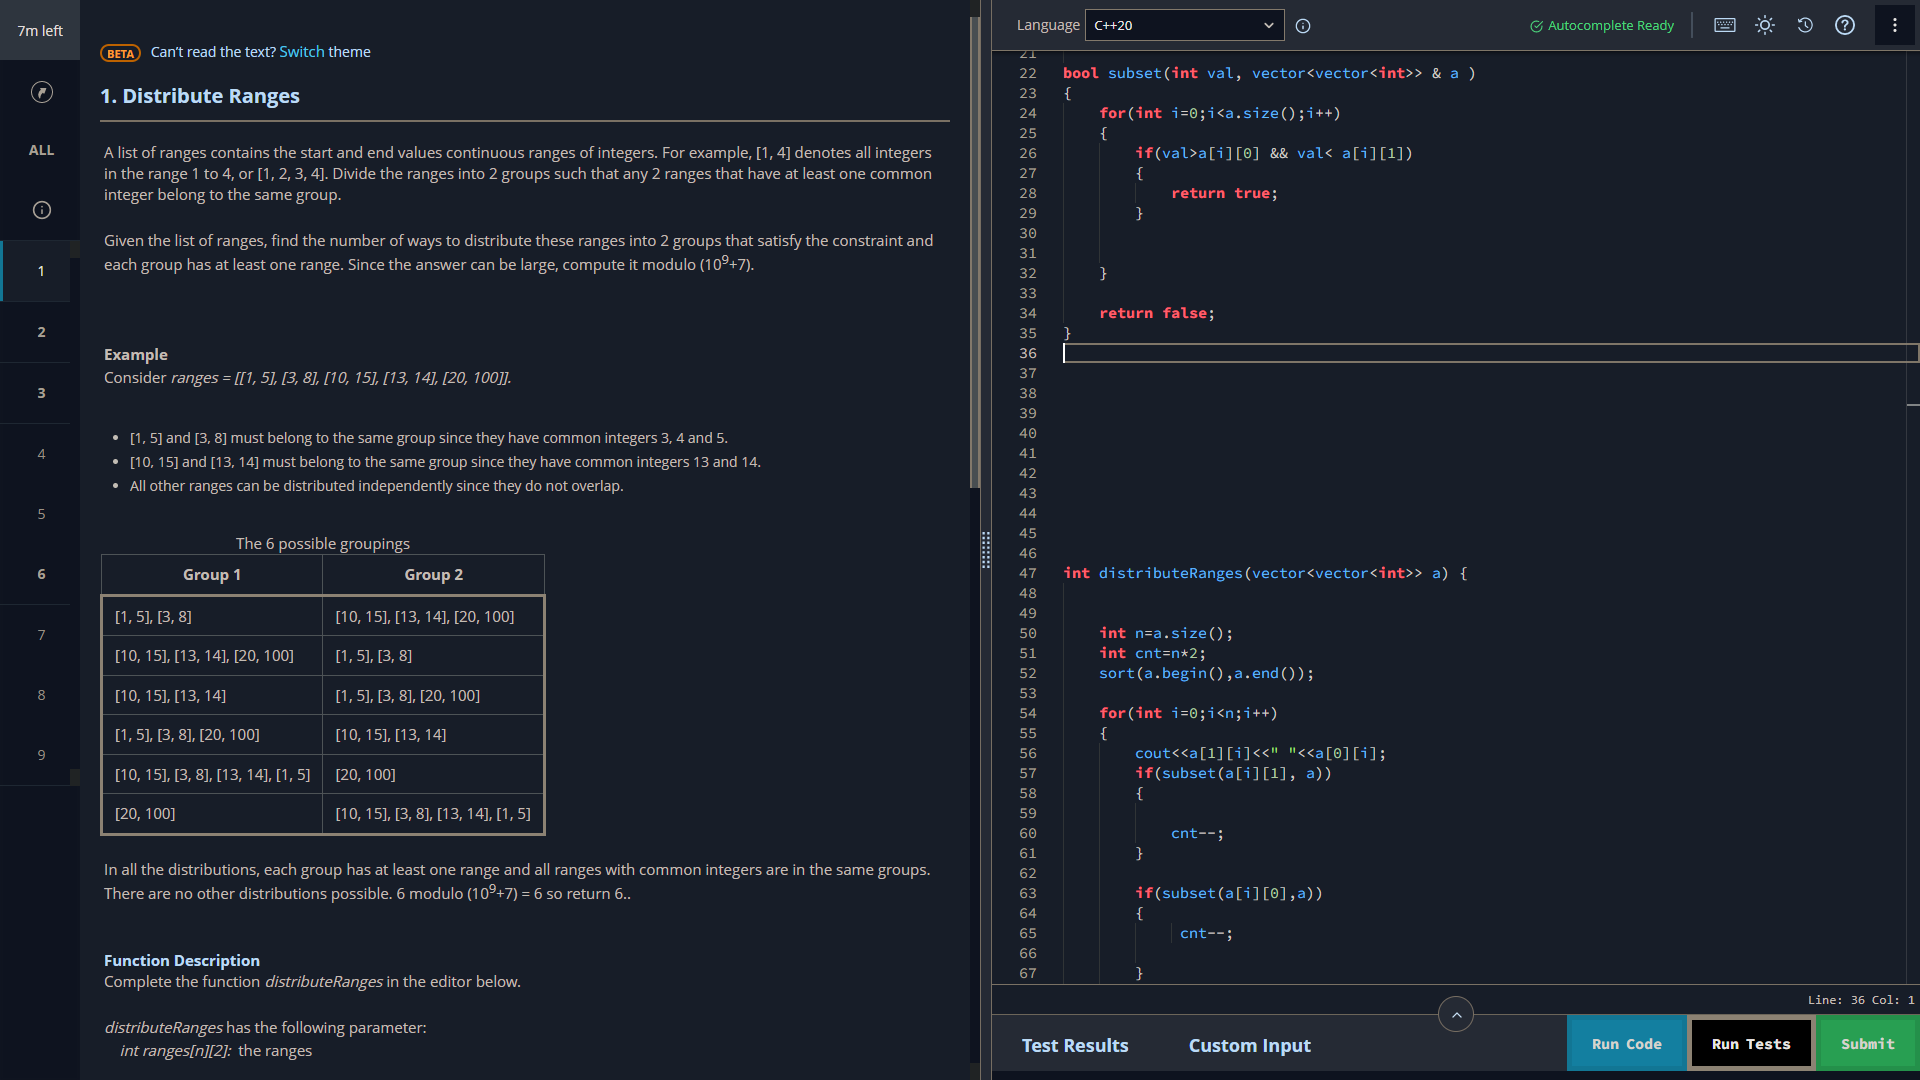 7m left
ALL
1
2
3
4
5
6
7
8
9
BETA Can't read the text? Switch theme
1. Distribute Ranges
A list of ranges contains the start and end values continuous ranges of integers. For example, [1, 4] denotes all integers
in the range 1 to 4, or [1, 2, 3, 4]. Divide the ranges into 2 groups such that any 2 ranges that have at least one common
integer belong to the same group.
Given the list of ranges, find the number of ways to distribute these ranges into 2 groups that satisfy the constraint and
each group has at least one range. Since the answer can be large, compute it modulo (10⁹+7).
Example
Consider ranges = [[1, 5], [3, 8], [10, 15], [13, 14], [20, 100]].
• [1, 5] and [3, 8] must belong to the same group since they have common integers 3, 4 and 5.
• [10, 15] and [13, 14] must belong to the same group since they have common integers 13 and 14.
• All other ranges can be distributed independently since they do not overlap.
The 6 possible groupings
Group 1 Group 2
[1, 5], [3, 8] [10, 15], [13, 14], [20, 100]
[10, 15], [13, 14], [20, 100] [1, 5], [3, 8]
[10, 15], [13, 14] [1, 5], [3, 8], [20, 100]
[1, 5], [3, 8], [20, 100] [10, 15], [13, 14]
[10, 15], [3, 8], [13, 14], [1, 5] [20, 100]
[20, 100] [10, 15], [3, 8], [13, 14], [1, 5]
In all the distributions, each group has at least one range and all ranges with common integers are in the same groups.
There are no other distributions possible. 6 modulo (10⁹+7) = 6 so return 6..
Function Description
Complete the function distributeRanges in the editor below.
distributeRanges has the following parameter:
int ranges[n][2]: the ranges
Language C++20 Autocomplete Ready
21
22 bool subset(int val, vector<vector<int>> & a )
23 {
24 for(int i=0;i<a.size();i++)
25 {
26 if(val>a[i][0] && val< a[i][1])
27 {
28 return true;
29 }
30
31
32 }
33
34 return false;
35 }
36
37
38
39
40
41
42
43
44
45
46
47 int distributeRanges(vector<vector<int>> a) {
48
49
50 int n=a.size();
51 int cnt=n*2;
52 sort(a.begin(),a.end());
53
54 for(int i=0;i<n;i++)
55 {
56 cout<<a[1][i]<<" "<<a[0][i];
57 if(subset(a[i][1], a))
58 {
59
60 cnt--;
61 }
62
63 if(subset(a[i][0],a))
64 {
65 cnt--;
66
67 }
Line: 36 Col: 1
Test Results Custom Input Run Code Run Tests Submit